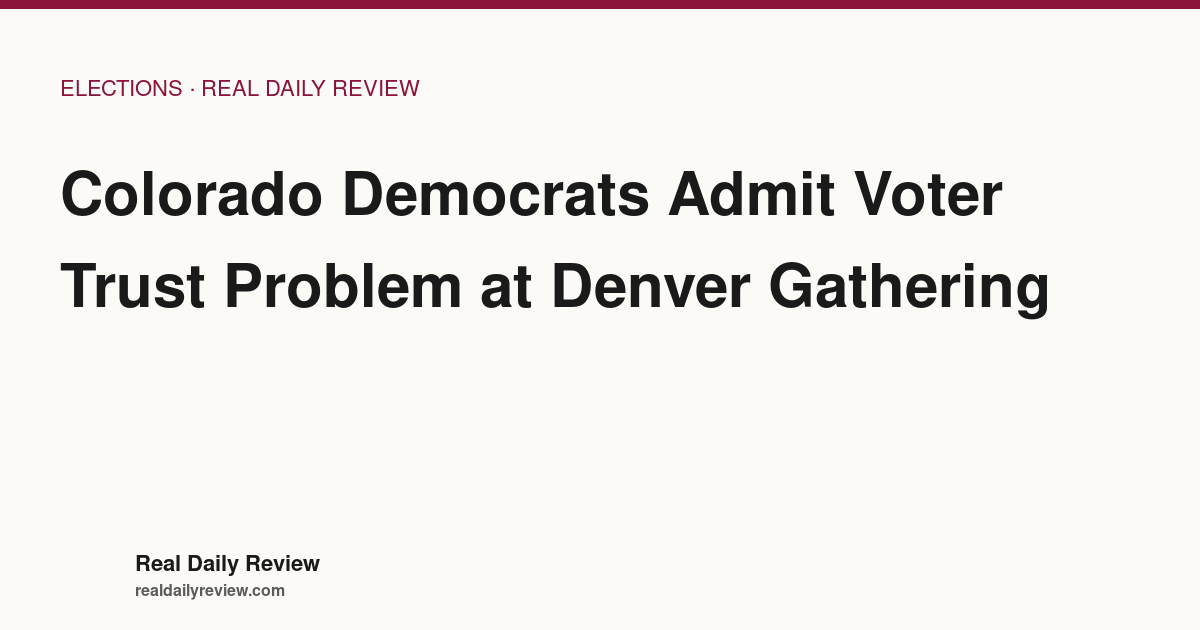 ELECTIONS · REAL DAILY REVIEW
Colorado Democrats Admit Voter
Trust Problem at Denver Gathering
Real Daily Review
realdailyreview.com